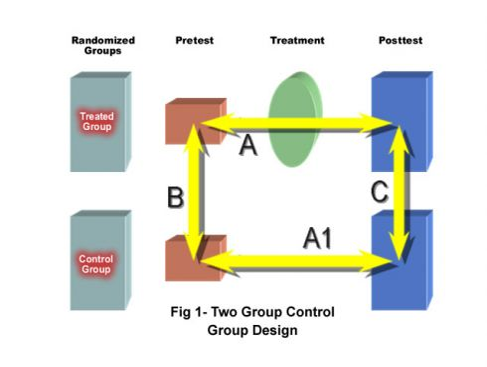 Randomized
Groups
Pretest
Treatment
Posttest
Treated
Group
A
B
C
Control
Group
A1
Fig 1- Two Group Control
Group Design